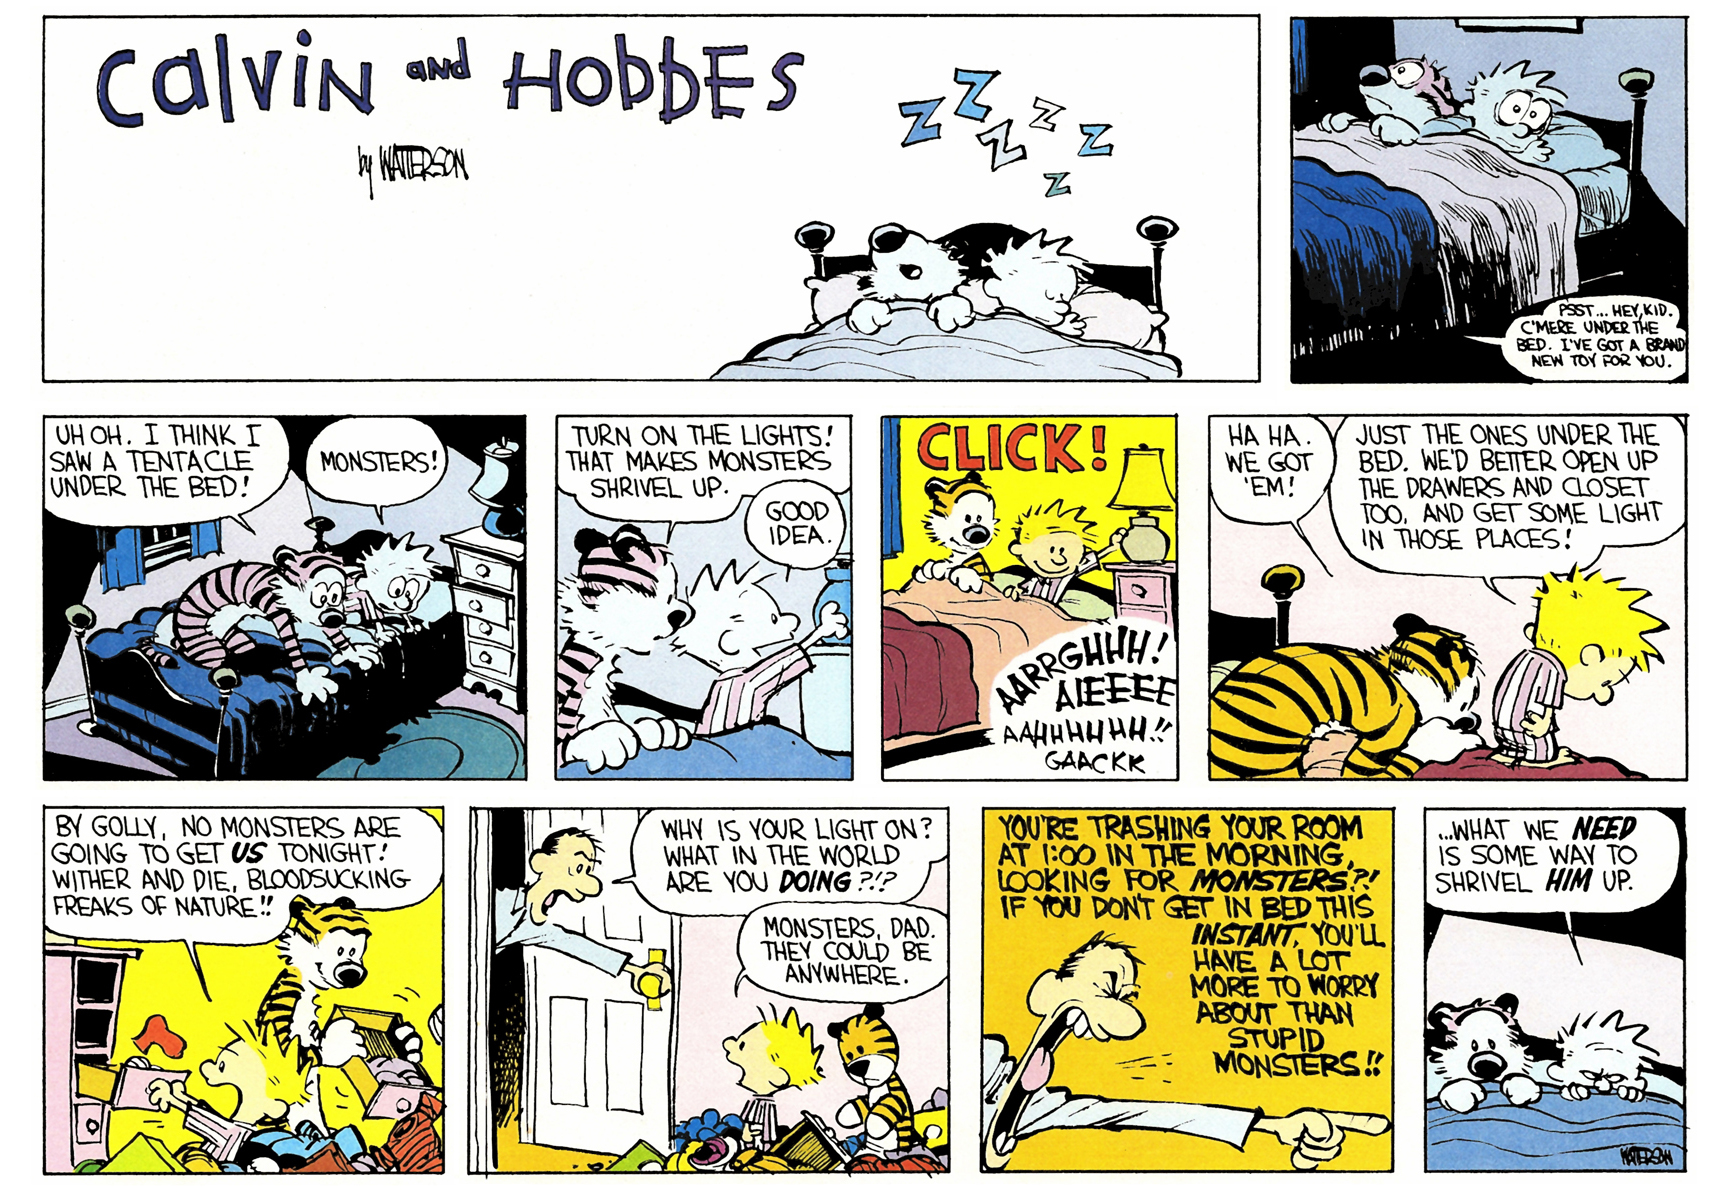 Calvin and Hobbes
by Watterson
Z Z Z Z Z Z
PSST... HEY, KID.
C'MERE UNDER THE
BED. I'VE GOT A BRAND
NEW TOY FOR YOU.
UH OH. I THINK I
SAW A TENTACLE
UNDER THE BED!
MONSTERS!
TURN ON THE LIGHTS!
THAT MAKES MONSTERS
SHRIVEL UP.
GOOD
IDEA.
CLICK!
AARRGHHH!
AIEEEE
AAHHHHHH!!
GAACKK
HA HA.
WE GOT
'EM!
JUST THE ONES UNDER THE
BED. WE'D BETTER OPEN UP
THE DRAWERS AND CLOSET
TOO, AND GET SOME LIGHT
IN THOSE PLACES!
BY GOLLY, NO MONSTERS ARE
GOING TO GET US TONIGHT!
WITHER AND DIE, BLOODSUCKING
FREAKS OF NATURE!!
WHY IS YOUR LIGHT ON?
WHAT IN THE WORLD
ARE YOU DOING?!?
MONSTERS, DAD.
THEY COULD BE
ANYWHERE.
YOU'RE TRASHING YOUR ROOM
AT 1:00 IN THE MORNING,
LOOKING FOR MONSTERS?!
IF YOU DON'T GET IN BED THIS
INSTANT, YOU'LL
HAVE A LOT
MORE TO WORRY
ABOUT THAN
STUPID
MONSTERS!!
...WHAT WE NEED
IS SOME WAY TO
SHRIVEL HIM UP.
WATTERSON